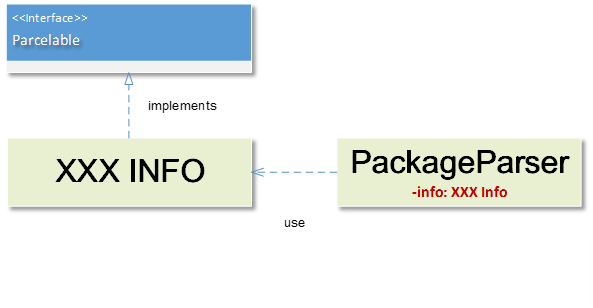 <<Interface>>
Parcelable
implements
XXX INFO
PackageParser
-info: XXX Info
use